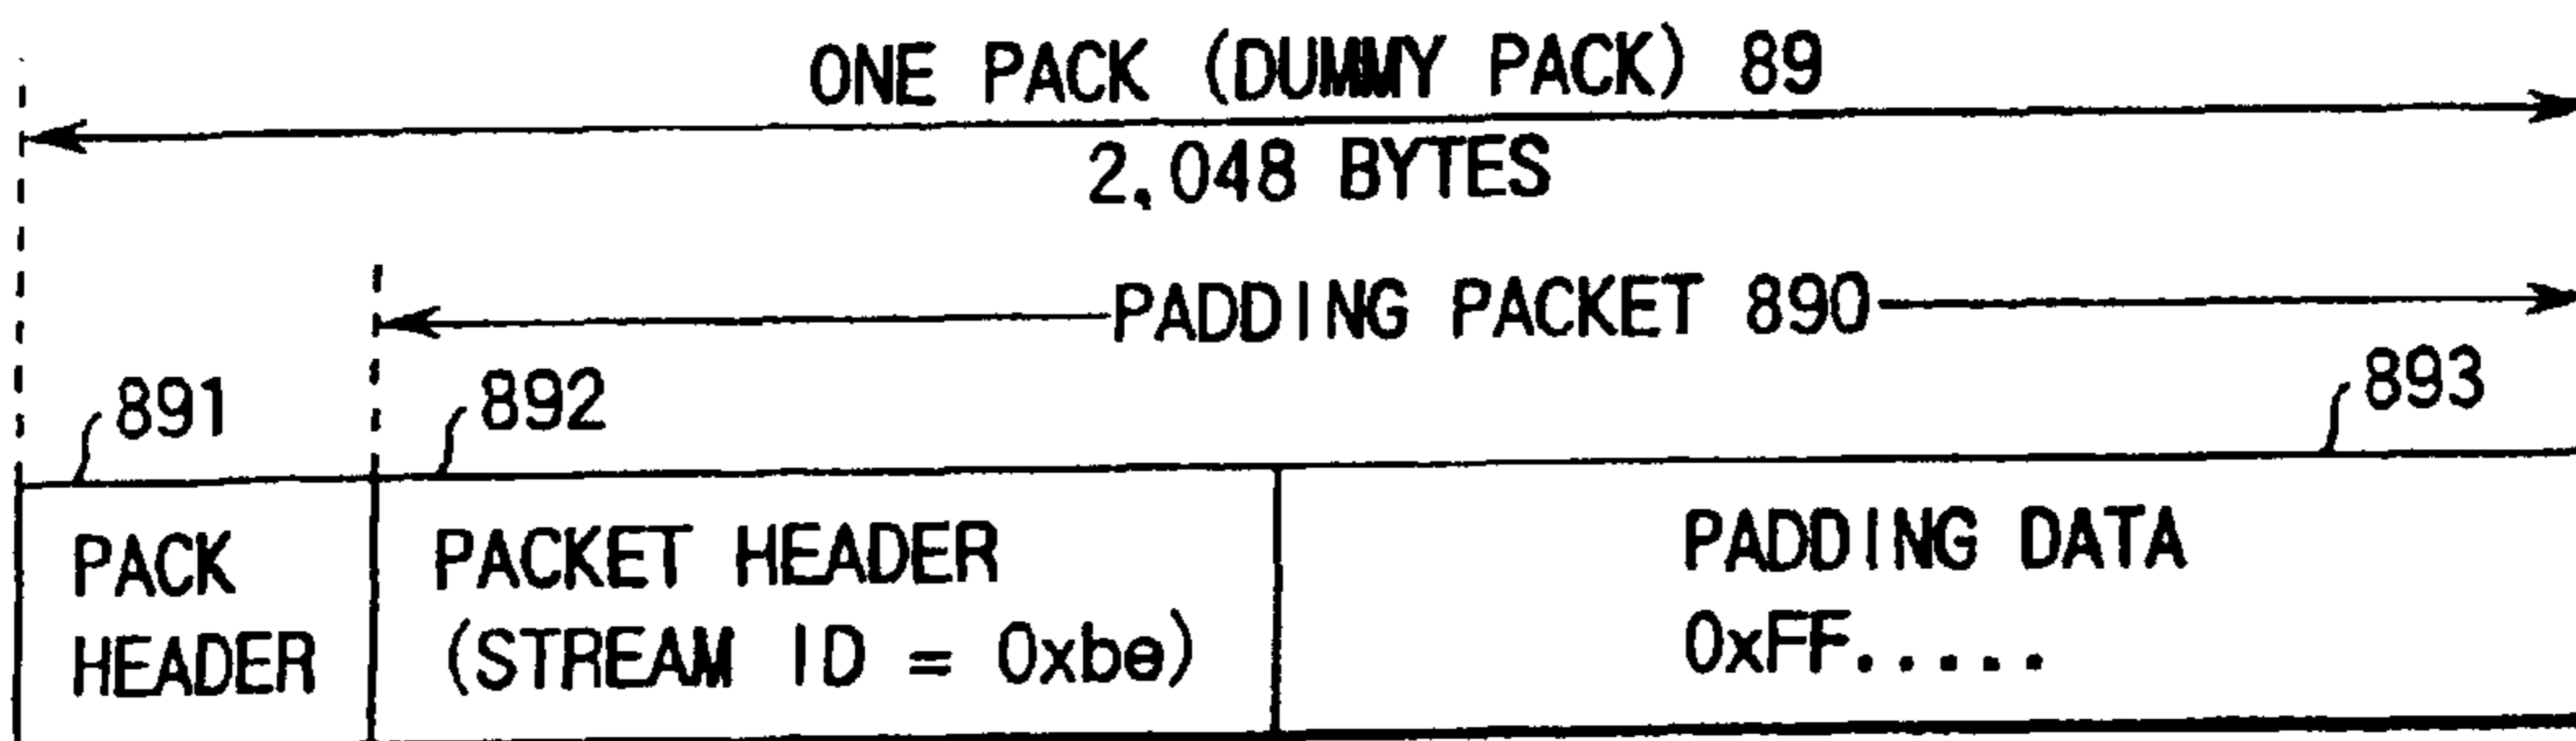 ONE PACK (DUMMY PACK) 89
2,048 BYTES
PADDING PACKET 890
891
892
893
PACK
HEADER
PACKET HEADER
(STREAM ID = 0xbe)
PADDING DATA
0xFF.....